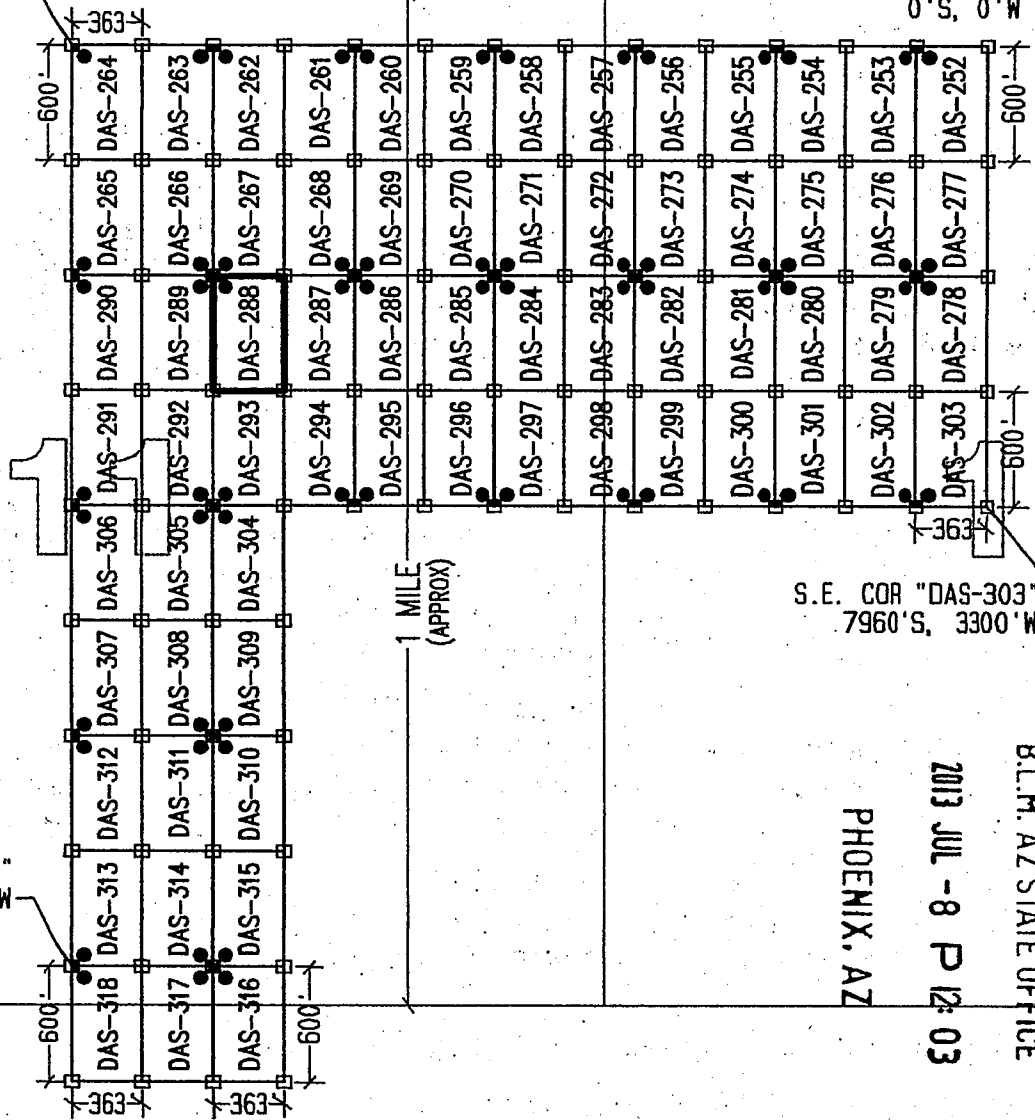 363
W.0 'S, 0
600'
DAS-264
DAS-263
DAS-262
DAS-261
DAS-260
DAS-259
DAS-258
DAS-257
DAS-256
DAS-255
DAS-254
DAS-253
DAS-252
600'
DAS-265
DAS-266
DAS-267
DAS-268
DAS-269
DAS-270
DAS-271
DAS-272
DAS-273
DAS-274
DAS-275
DAS-276
DAS-277
DAS-290
DAS-289
DAS-288
DAS-287
DAS-286
DAS-285
DAS-284
DAS-283
DAS-282
DAS-281
DAS-280
DAS-279
DAS-278
11
DAS-291
DAS-292
DAS-293
DAS-294
DAS-295
DAS-296
DAS-297
DAS-298
DAS-299
DAS-300
DAS-301
DAS-302
DAS-303
609'
1
363
DAS-306
DAS-305
DAS-304
1 MILE
(APPROX)
S.E. COR "DAS-303"
7960'S, 3300'W
DAS-307
DAS-308
DAS-309
DAS-312
DAS-311
DAS-310
DAS-313
DAS-314
DAS-315
"
W
600'
DAS-318
DAS-317
DAS-316
600'
363
363
B.L.M. AZ STATE OFFICE
2013 JUL -8 P 12: 03
PHOENIX, AZ